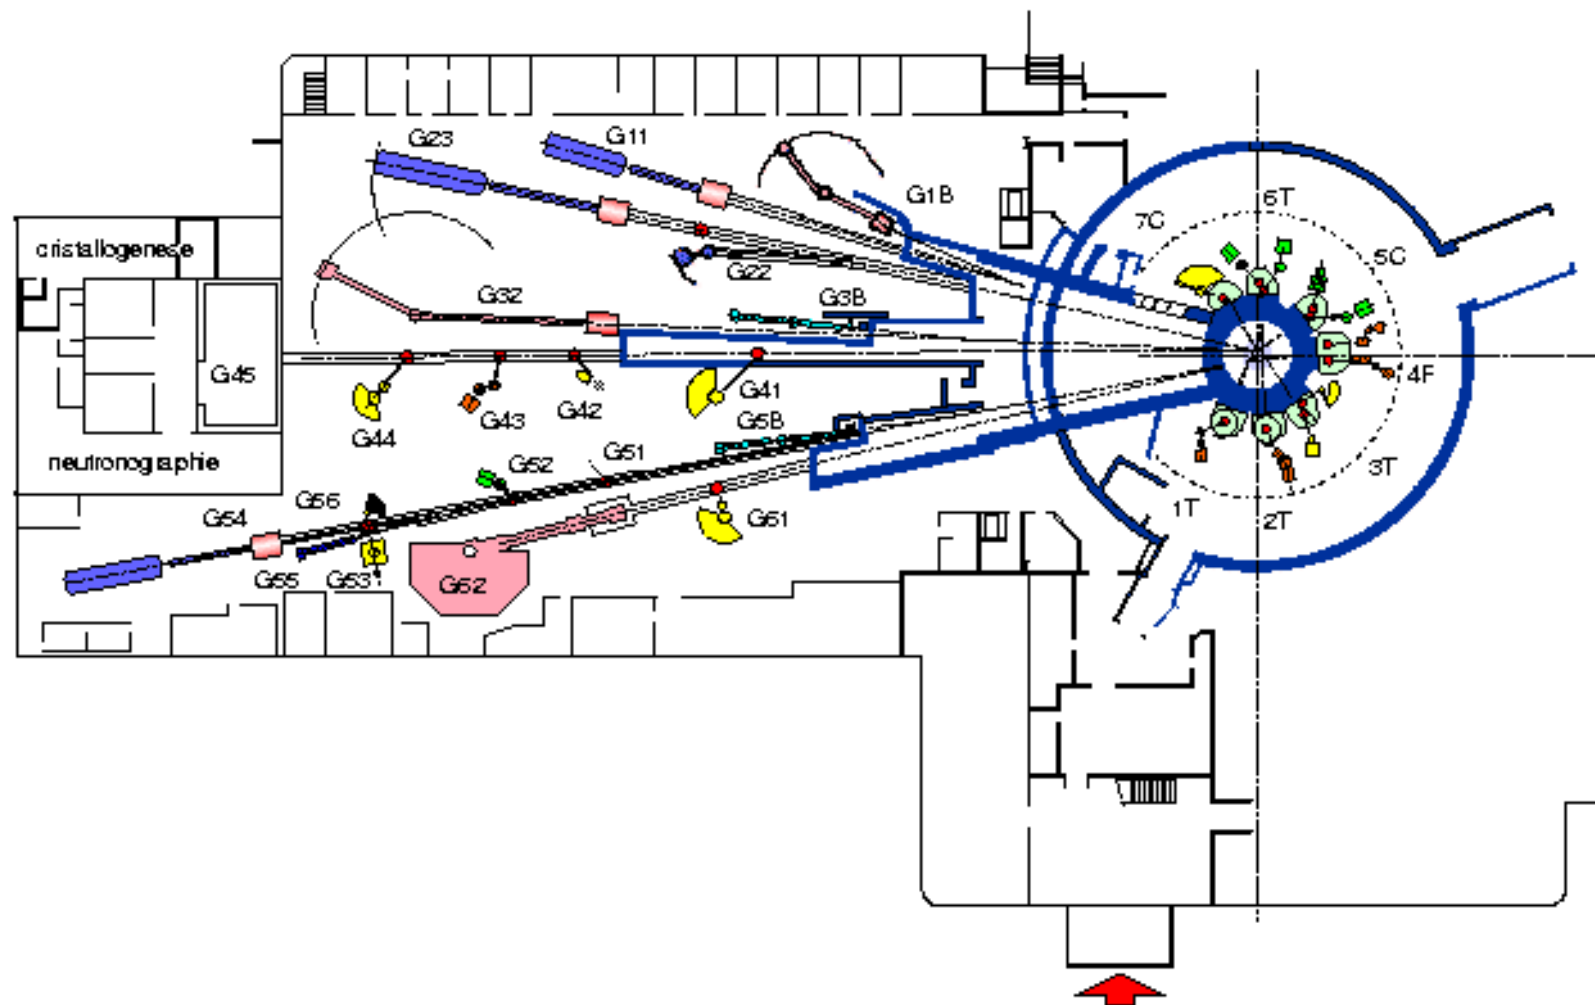 G23
G11
G1B
6T
7C
cristallogenese
5C
G22
G32
G3B
G45
4F
G41
G42
G43
G44
G5B
neutronographie
G51
G52
3T
G56
1T
G54
2T
G61
G55
G53
G62